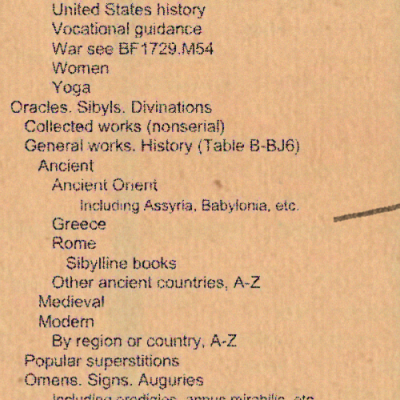 United States history
Vocational guidance
War see BF1729.M54
Women
Yoga
Oracles. Sibyls. Divinations
Collected works (nonserial)
General works. History (Table B-BJ6)
Ancient
Ancient Orient
Including Assyria, Babylonia, etc.
Greece
Rome
Sibylline books
Other ancient countries, A-Z
Medieval
Modern
By region or country, A-Z
Popular superstitions
Omens. Signs. Auguries
Including prodigies, annus mirabilis, etc.